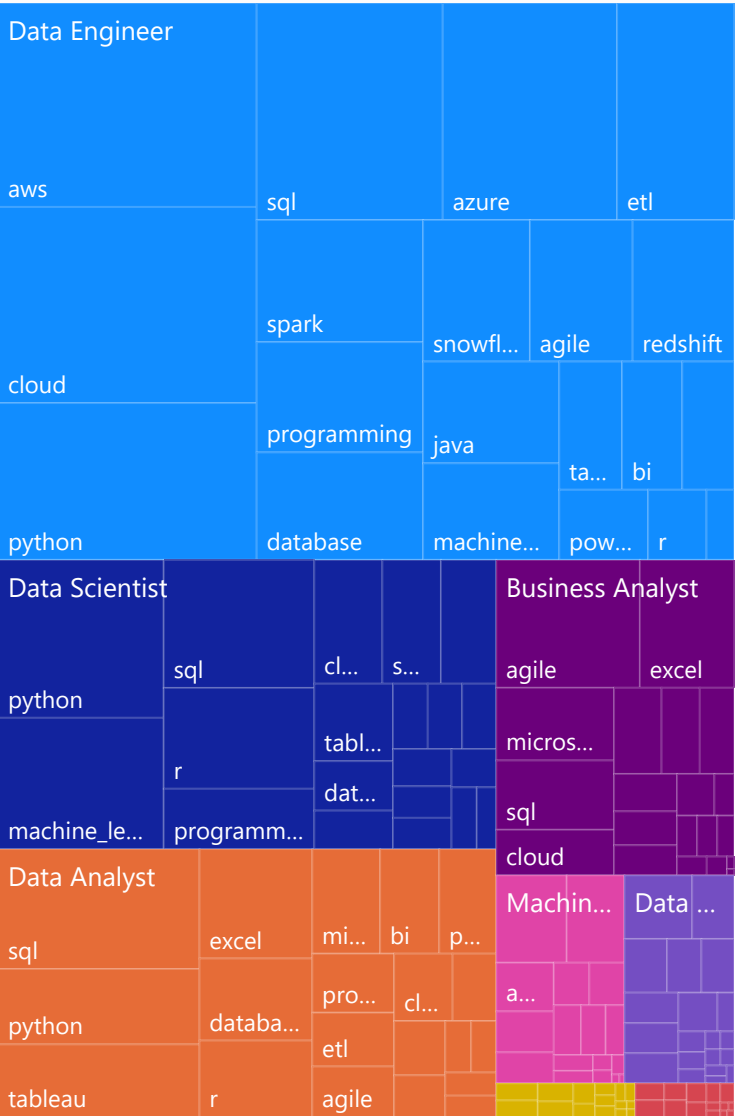 Data Engineer
aws
sql
azure
etl
cloud
spark
snowfl...
agile
redshift
programming
java
ta...
bi
python
database
machine...
pow...
r
Data Scientist
python
sql
cl...
s...
machine_le...
r
tabl...
dat...
programm...
Business Analyst
agile
excel
micros...
sql
cloud
Data Analyst
sql
excel
mi...
bi
p...
python
databa...
pro...
cl...
etl
tableau
r
agile
Machin...
a...
Data ...